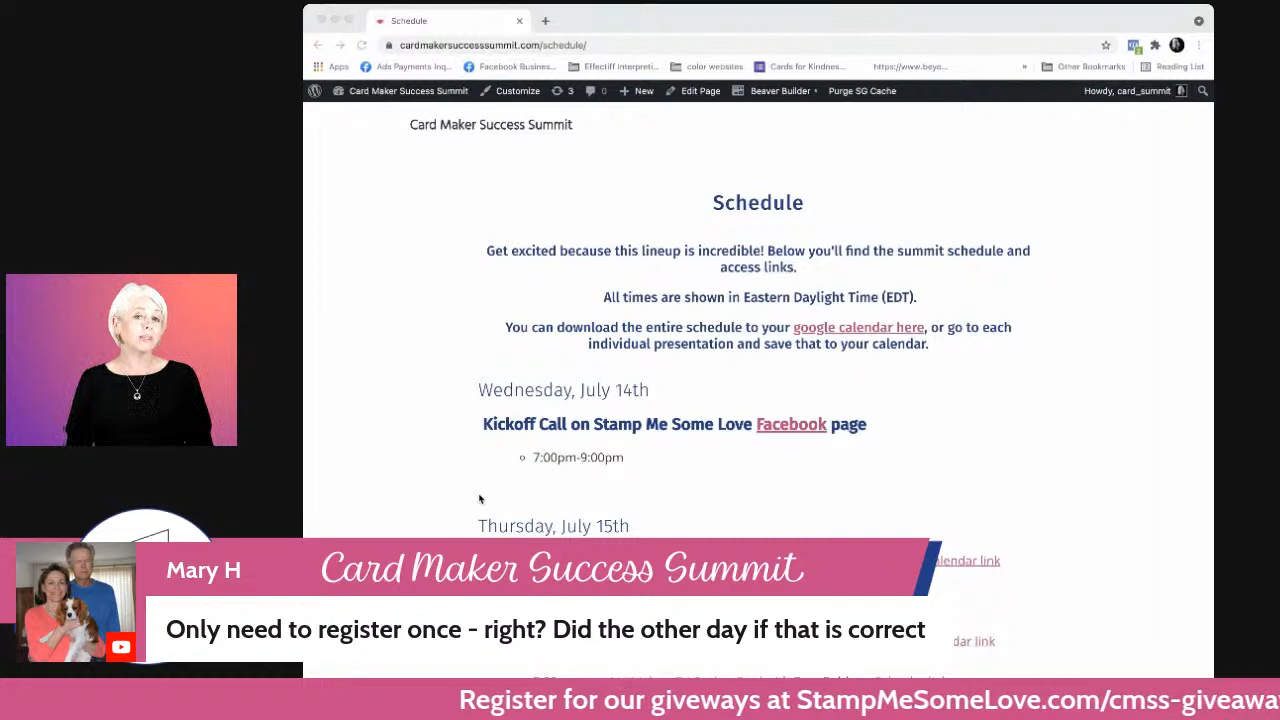 Schedule
cardmakersuccesssummit.com/schedule/
Apps Ads Payments Inq... Facebook Busines... Effectiff Interpreti... color websites Cards for Kindnes... https://www.beyo... » Other Bookmarks Reading List
Card Maker Success Summit Customize 3 0 New Edit Page Beaver Builder Purge SG Cache Howdy, card_summit
Card Maker Success Summit
Schedule
Get excited because this lineup is incredible! Below you'll find the summit schedule and
access links.
All times are shown in Eastern Daylight Time (EDT).
You can download the entire schedule to your google calendar here, or go to each
individual presentation and save that to your calendar.
Wednesday, July 14th
Kickoff Call on Stamp Me Some Love Facebook page
7:00pm-9:00pm
Thursday, July 15th
alendar link
Mary H
Card Maker Success Summit
Only need to register once - right? Did the other day if that is correct
dar link
Register for our giveways at StampMeSomeLove.com/cmss-giveawa